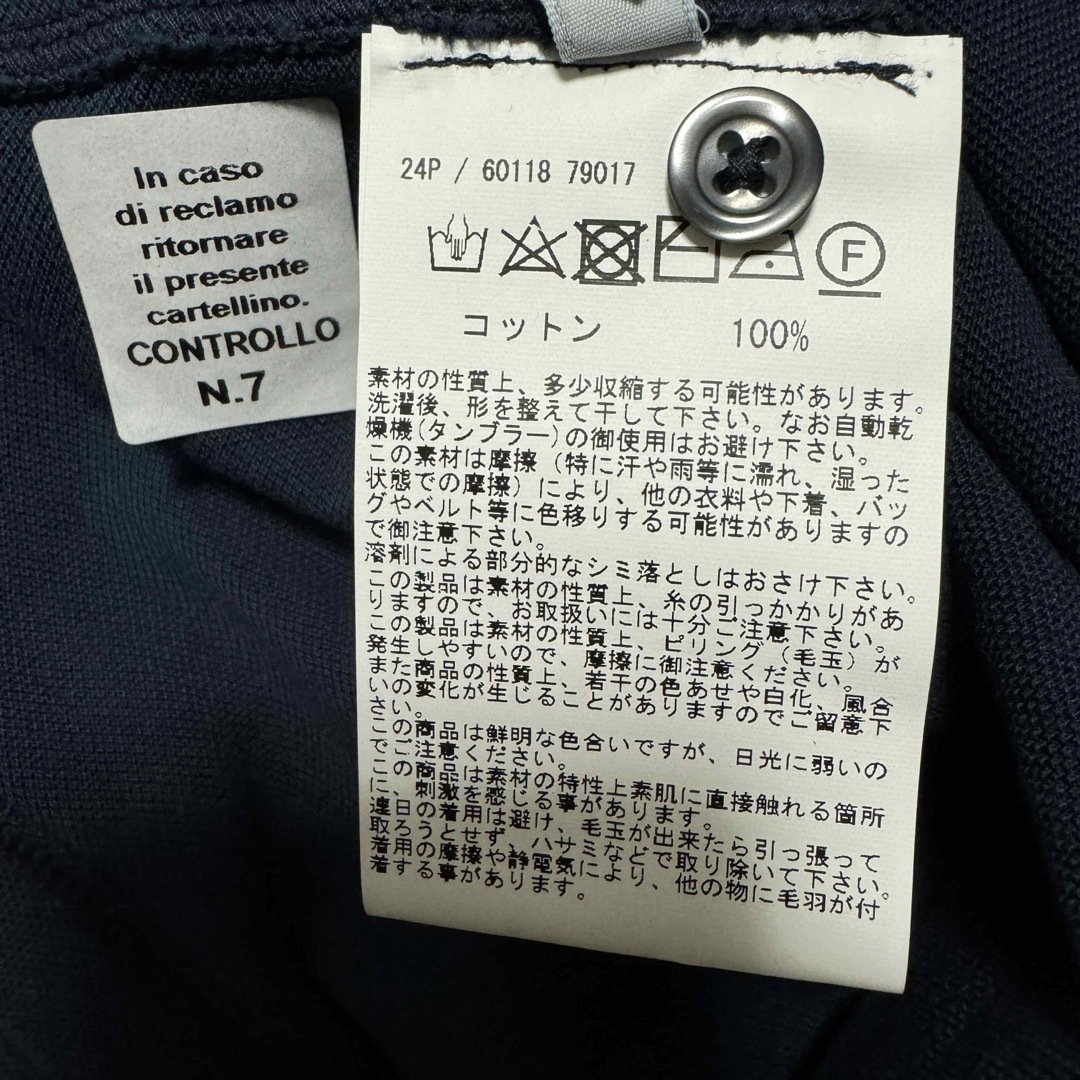 In caso
di reclamo
ritornare
il presente
cartellino.
CONTROLLO
N.7
24P / 60118 79017
F
コットン 100%
素材の性質上、多少収縮する可能性があります。
洗濯後、形を整えて干して下さい。なお自動乾
燥機(タンブラー)の御使用はお避け下さい。
この素材は摩擦（特に汗や雨等に濡れ、湿った
状態での摩擦）により、他の衣料や下着、バッ
グやベルト等に色移りする可能性がありますの
で御注意下さい。
溶剤による部分的なシミ落としはおさけ下さい。
この製品は素材の性質上、糸の引っかかりがあ
りますので、お取扱いには十分ご注意下さい。
この製品は素材の性質上、ピリング（毛玉）が
発生しやすいので、摩擦に御注意ください。
また商品の性質上、若干の色あせや白化、風合
いの変化が生じることがありますのでご留意下
さい。
この商品は鮮明な色合いですが、日光に弱いの
でご注意ください。
この商品は素材の特性上素肌に直接触れる箇所
に、刺激を感じる事があります。
連日の着用は避け、毛玉が出来たら引っ張って
取ろうとせず、ハサミなどで取り除いて下さい。
着用の摩擦や静電気により、他の物に毛羽が付
着する事があります。